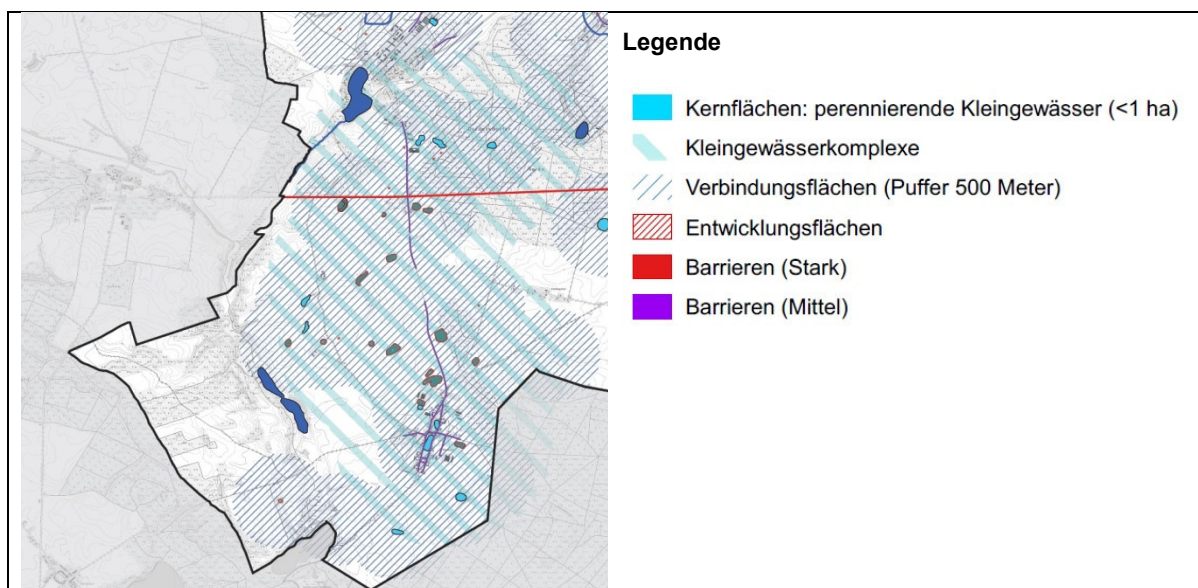 Legende
Kernflächen: perennierende Kleingewässer (<1 ha)
Kleingewässerkomplexe
Verbindungsflächen (Puffer 500 Meter)
Entwicklungsflächen
Barrieren (Stark)
Barrieren (Mittel)